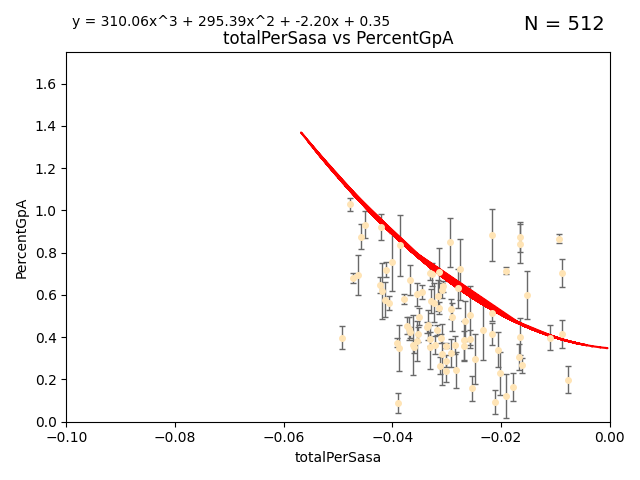 y = 310.06x^3 + 295.39x^2 + -2.20x + 0.35
N = 512
totalPerSasa vs PercentGpA
PercentGpA
1.6
1.4
1.2
1.0
0.8
0.6
0.4
0.2
0.0
−0.10 −0.08 −0.06 −0.04 −0.02 0.00
totalPerSasa